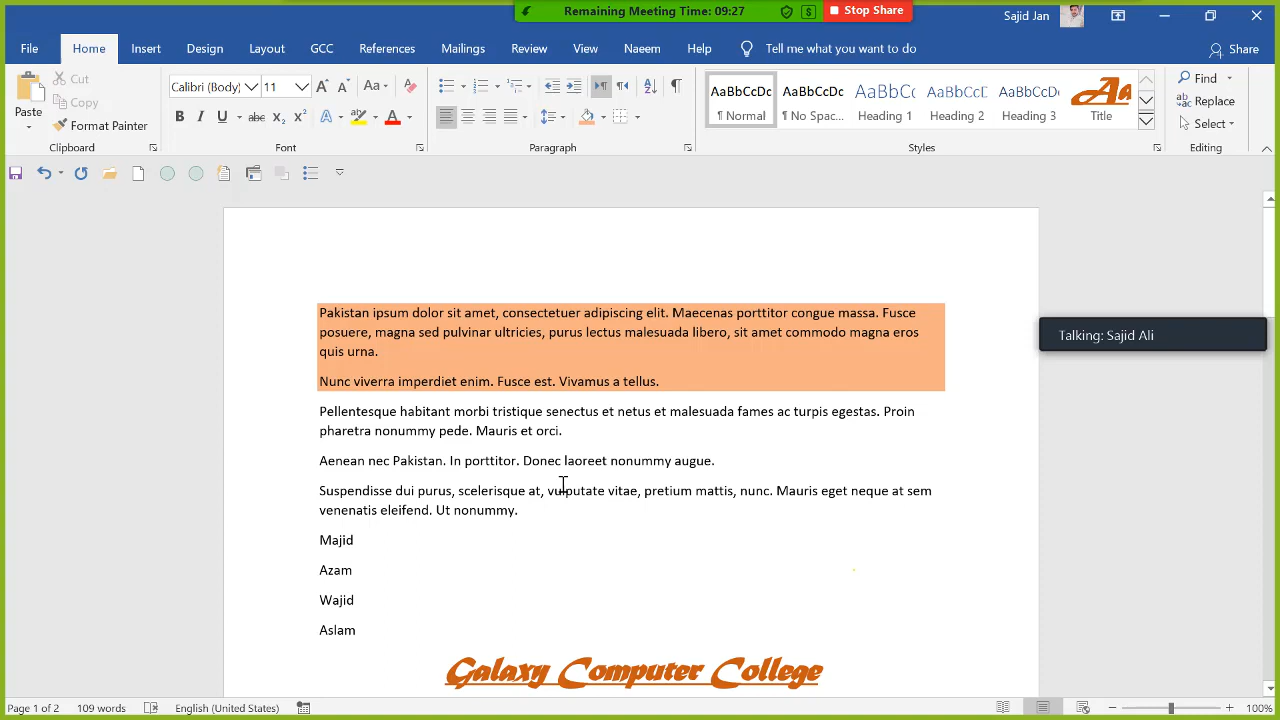 Remaining Meeting Time: 09:27
Stop Share
Sajid Jan
File Home Insert Design Layout GCC References Mailings Review View Naeem Help Tell me what you want to do Share
Paste
Cut
Copy
Format Painter
Clipboard
Calibri (Body) 11
Font
Paragraph
AaBbCcDc AaBbCcDc AaBbCc AaBbCcD AaBbCcDc Aa
¶ Normal ¶ No Spac... Heading 1 Heading 2 Heading 3 Title
Styles
Find
Replace
Select
Editing
Pakistan ipsum dolor sit amet, consectetuer adipiscing elit. Maecenas porttitor congue massa. Fusce
posuere, magna sed pulvinar ultricies, purus lectus malesuada libero, sit amet commodo magna eros
quis urna.
Nunc viverra imperdiet enim. Fusce est. Vivamus a tellus.
Pellentesque habitant morbi tristique senectus et netus et malesuada fames ac turpis egestas. Proin
pharetra nonummy pede. Mauris et orci.
Aenean nec Pakistan. In porttitor. Donec laoreet nonummy augue.
Suspendisse dui purus, scelerisque at, vulputate vitae, pretium mattis, nunc. Mauris eget neque at sem
venenatis eleifend. Ut nonummy.
Majid
Azam
Wajid
Aslam
Galaxy Computer College
Talking: Sajid Ali
Page 1 of 2 109 words English (United States) 100%